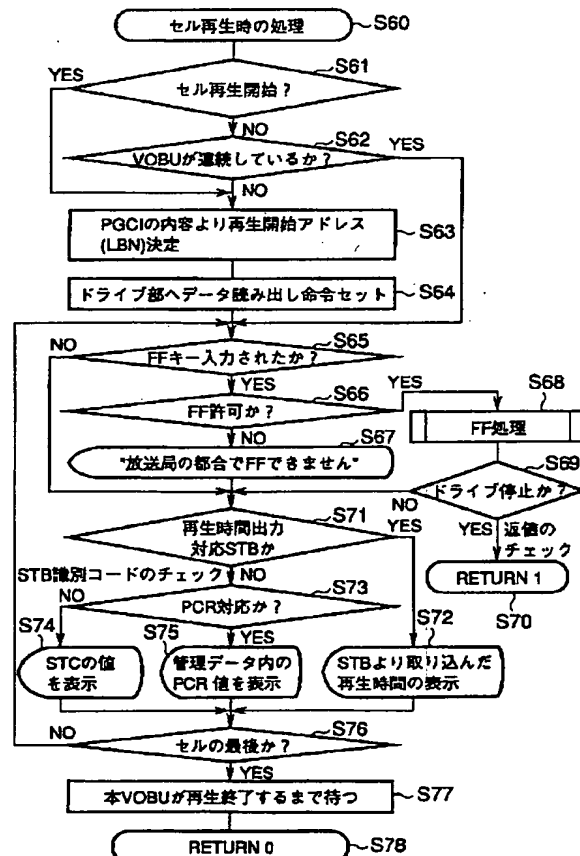 セル再生時の処理 S60
YES S61
セル再生開始？
NO
S62
VOBUが連続しているか？ YES
NO
PGCIの内容より再生開始アドレス
(LBN)決定
S63
ドライブ部へデータ読み出し命令セット S64
NO S65
FFキー入力されたか？
YES S66
FF許可か？ YES
S68
FF処理
NO S67
"放送局の都合でFFできません"
S69
ドライブ停止か？
NO
YES 返信の
チェック
RETURN 1
S70
S71
再生時間出力
対応STBか
YES
STB識別コードのチェック NO
S73
PCR対応か？
NO
YES
S74
STCの値
を表示
S75
管理データ内の
PCR 値を表示
S72
STBより取り込んだ
再生時間の表示
NO S76
セルの最後か？
YES
本VOBUが再生終了するまで待つ S77
RETURN 0 S78